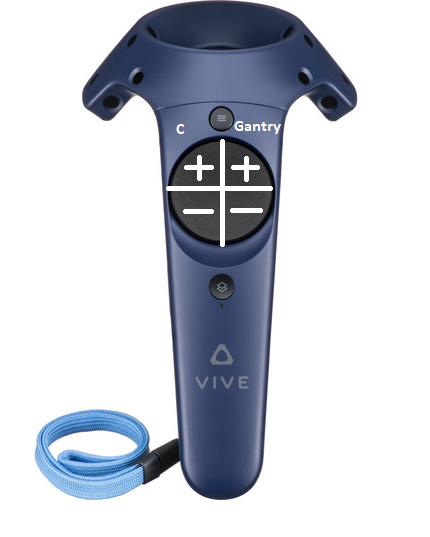 C Gantry
+ +
- -
VIVE